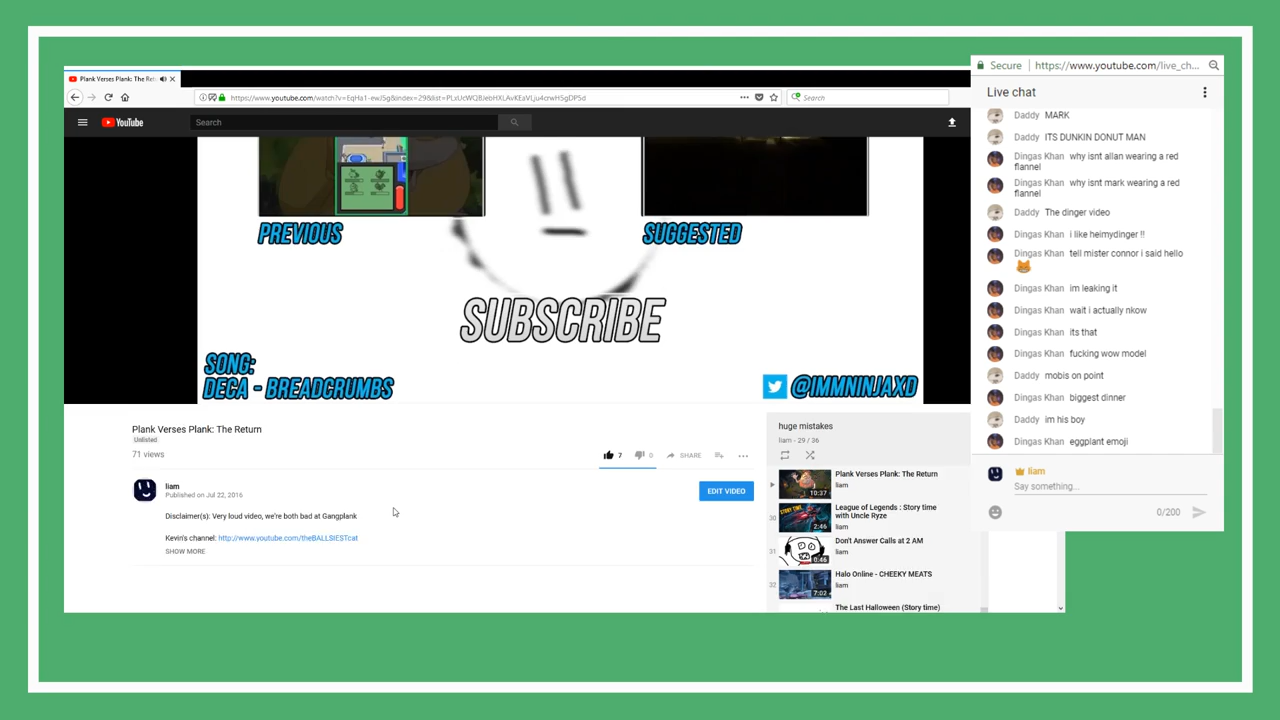 Plank Verses Plank: The Ret
https://www.youtube.com/watch?v=EqHa1-ewJSg&index=29&list=PLxUcWQBJebHXLAvKEaVLju4crwHSgDPSd
Search
YouTube
Search
PREVIOUS
SUGGESTED
SUBSCRIBE
SONG:
DECA - BREADCRUMBS
@IMMNINJAXD
Plank Verses Plank: The Return
Unlisted
71 views
7
0
SHARE
liam
Published on Jul 22, 2016
EDIT VIDEO
Disclaimer(s): Very loud video, we're both bad at Gangplank
Kevin's channel: http://www.youtube.com/theBALLSIESTcat
SHOW MORE
huge mistakes
liam - 29 / 36
Plank Verses Plank: The Return
liam
10:37
30
League of Legends : Story time
with Uncle Ryze
liam
2:46
31
Don't Answer Calls at 2 AM
liam
0:46
32
Halo Online - CHEEKY MEATS
liam
7:02
The Last Halloween (Story time)
Secure
https://www.youtube.com/live_ch...
Live chat
Daddy MARK
Daddy ITS DUNKIN DONUT MAN
Dingas Khan why isnt allan wearing a red
flannel
Dingas Khan why isnt mark wearing a red
flannel
Daddy The dinger video
Dingas Khan i like heimydinger !!
Dingas Khan tell mister connor i said hello
Dingas Khan im leaking it
Dingas Khan wait i actually nkow
Dingas Khan its that
Dingas Khan fucking wow model
Daddy mobis on point
Dingas Khan biggest dinner
Daddy im his boy
Dingas Khan eggplant emoji
liam
Say something...
0/200